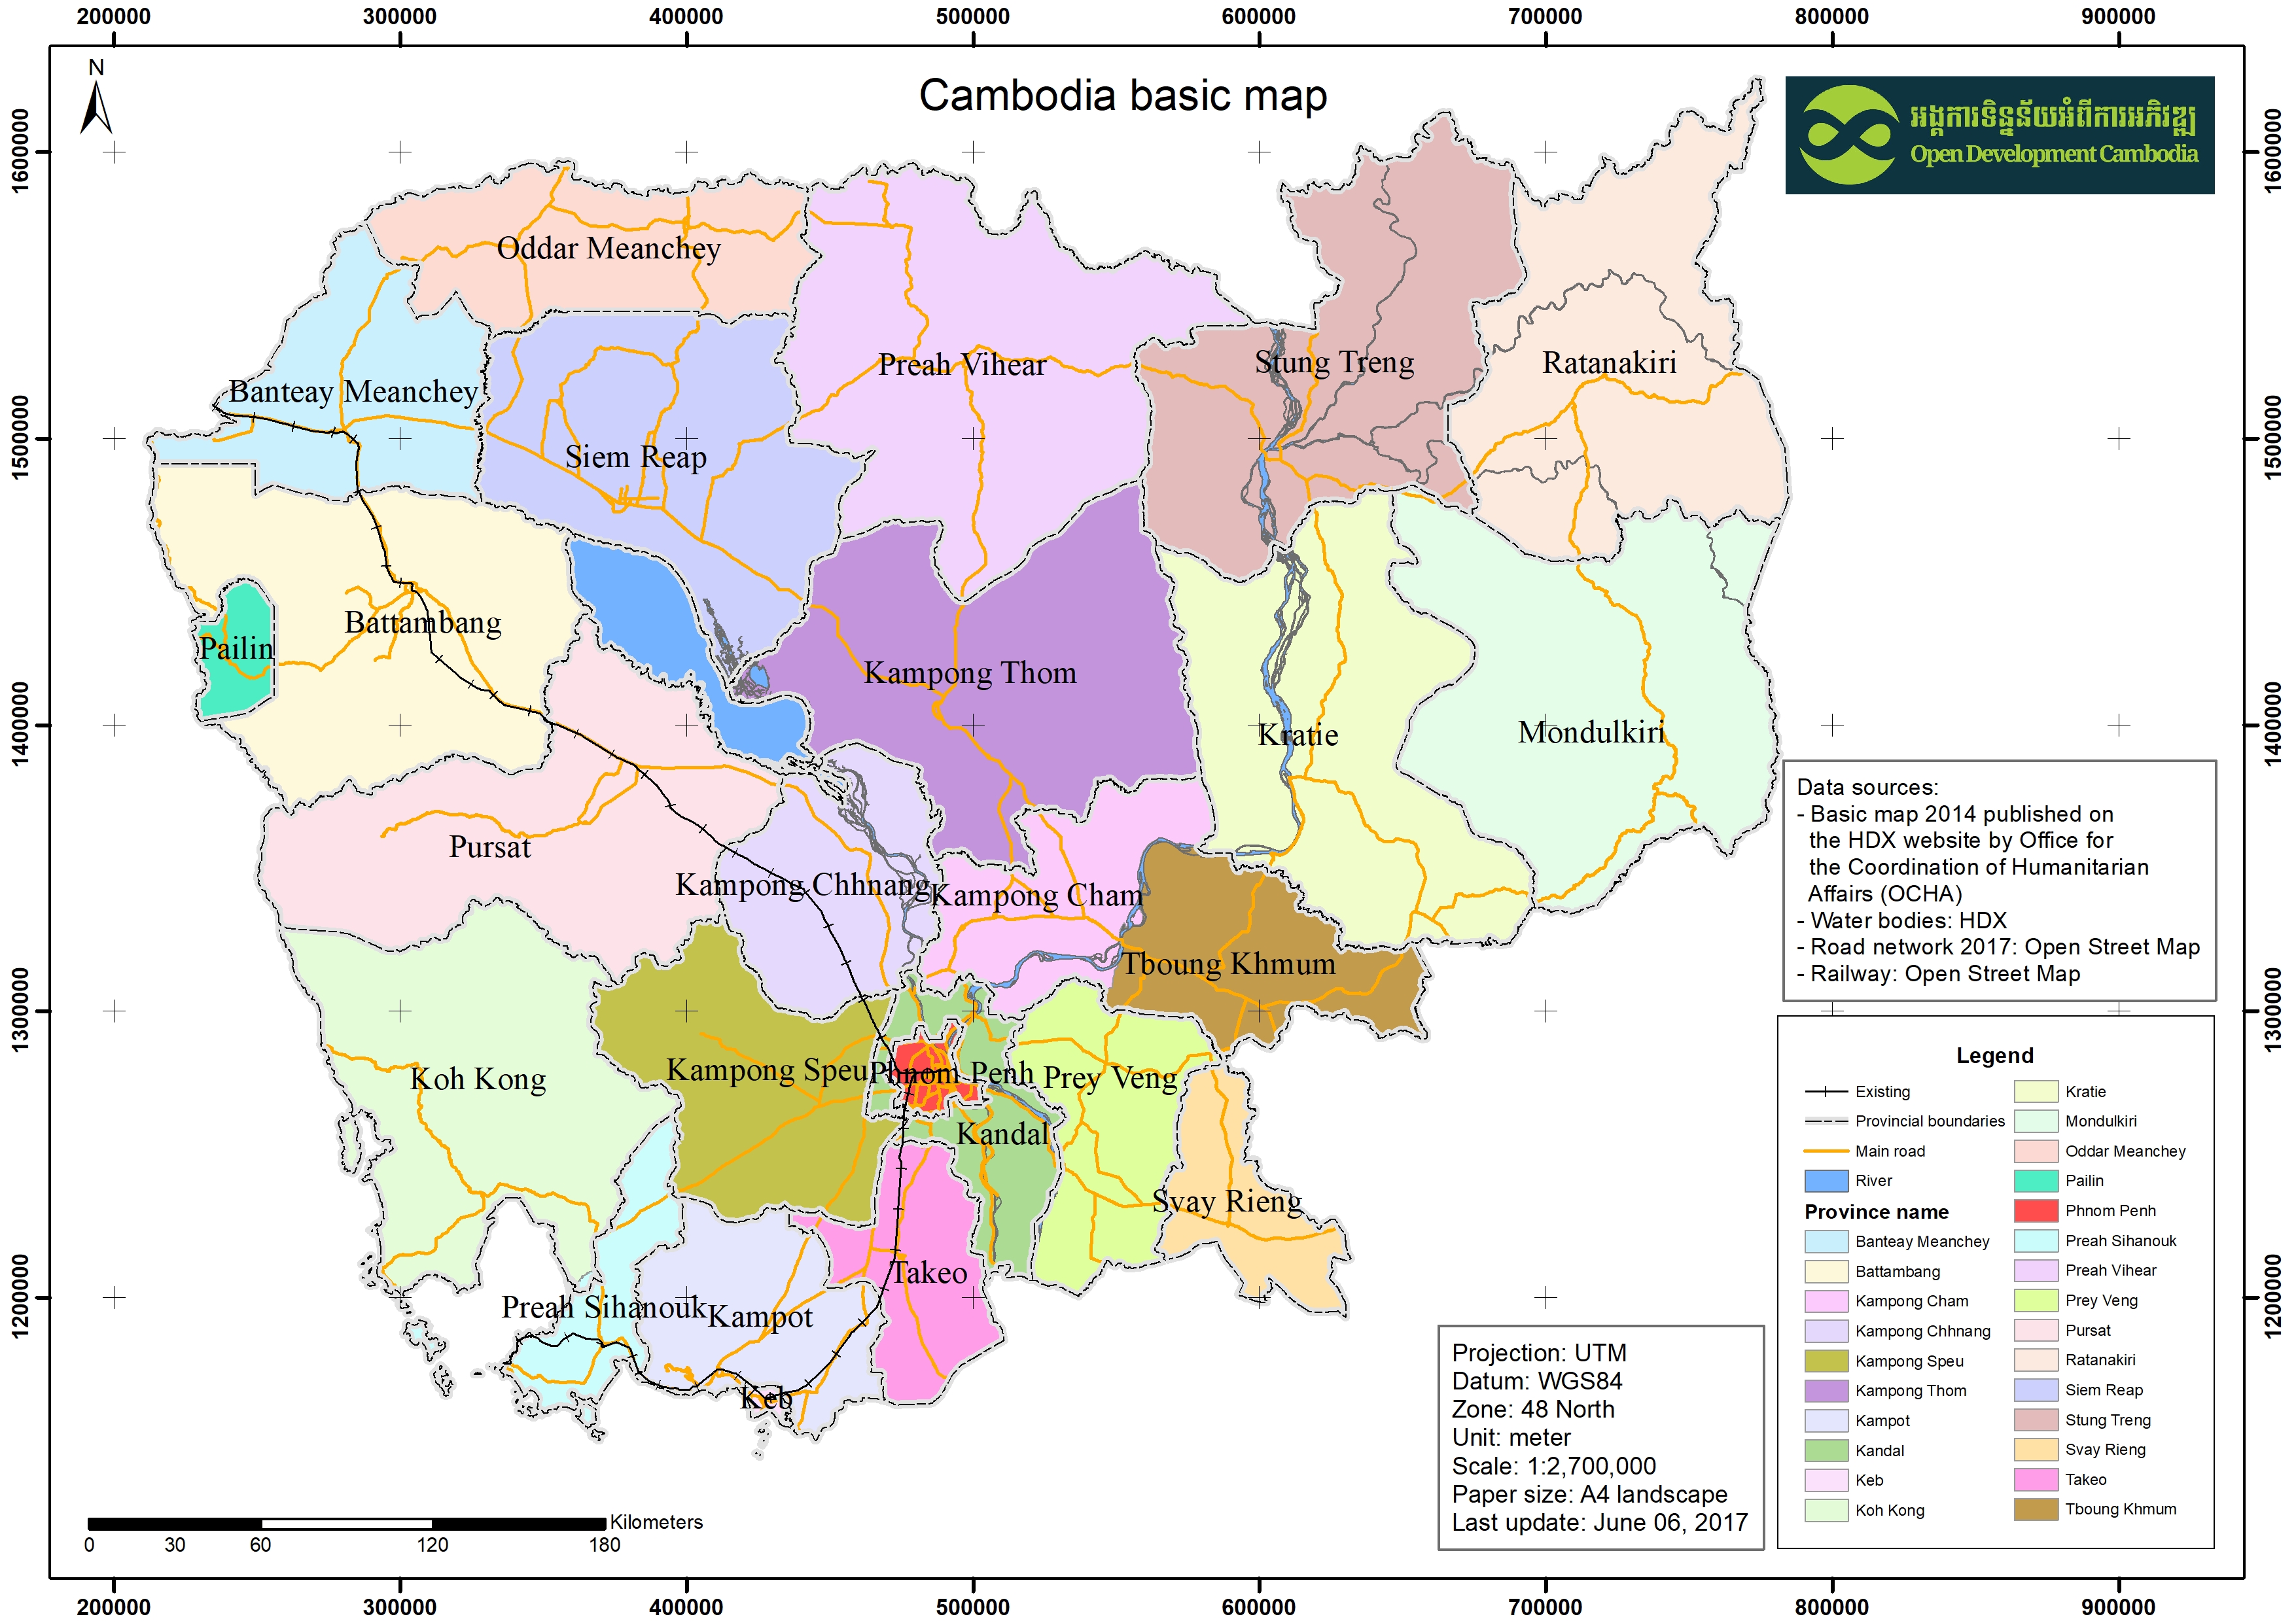 200000 300000 400000 500000 600000 700000 800000 900000
N
Cambodia basic map
អង្គការទិន្នន័យអំពីការអភិវឌ្ឍ
Open Development Cambodia
1600000 1600000
Oddar Meanchey
Preah Vihear
Stung Treng
Ratanakiri
Banteay Meanchey
1500000 1500000
Siem Reap
Battambang
Pailin
Kampong Thom
1400000 1400000
Kratie
Mondulkiri
Pursat
Kampong Chhnang
Kampong Cham
Tboung Khmum
1300000 1300000
Koh Kong
Kampong Speu
Phnom Penh
Prey Veng
Kandal
Svay Rieng
Takeo
1200000 1200000
Preah Sihanouk
Kampot
Keb
Data sources:
- Basic map 2014 published on
the HDX website by Office for
the Coordination of Humanitarian
Affairs (OCHA)
- Water bodies: HDX
- Road network 2017: Open Street Map
- Railway: Open Street Map
Legend
Existing
Provincial boundaries
Main road
River
Province name
Banteay Meanchey
Battambang
Kampong Cham
Kampong Chhnang
Kampong Speu
Kampong Thom
Kampot
Kandal
Keb
Koh Kong
Kratie
Mondulkiri
Oddar Meanchey
Pailin
Phnom Penh
Preah Sihanouk
Preah Vihear
Prey Veng
Pursat
Ratanakiri
Siem Reap
Stung Treng
Svay Rieng
Takeo
Tboung Khmum
Projection: UTM
Datum: WGS84
Zone: 48 North
Unit: meter
Scale: 1:2,700,000
Paper size: A4 landscape
Last update: June 06, 2017
Kilometers
0 30 60 120 180
200000 300000 400000 500000 600000 700000 800000 900000